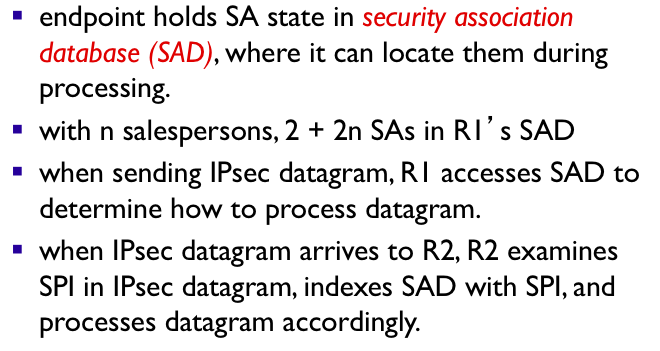 ▪ endpoint holds SA state in security association
database (SAD), where it can locate them during
processing.
▪ with n salespersons, 2 + 2n SAs in R1’s SAD
▪ when sending IPsec datagram, R1 accesses SAD to
determine how to process datagram.
▪ when IPsec datagram arrives to R2, R2 examines
SPI in IPsec datagram, indexes SAD with SPI, and
processes datagram accordingly.